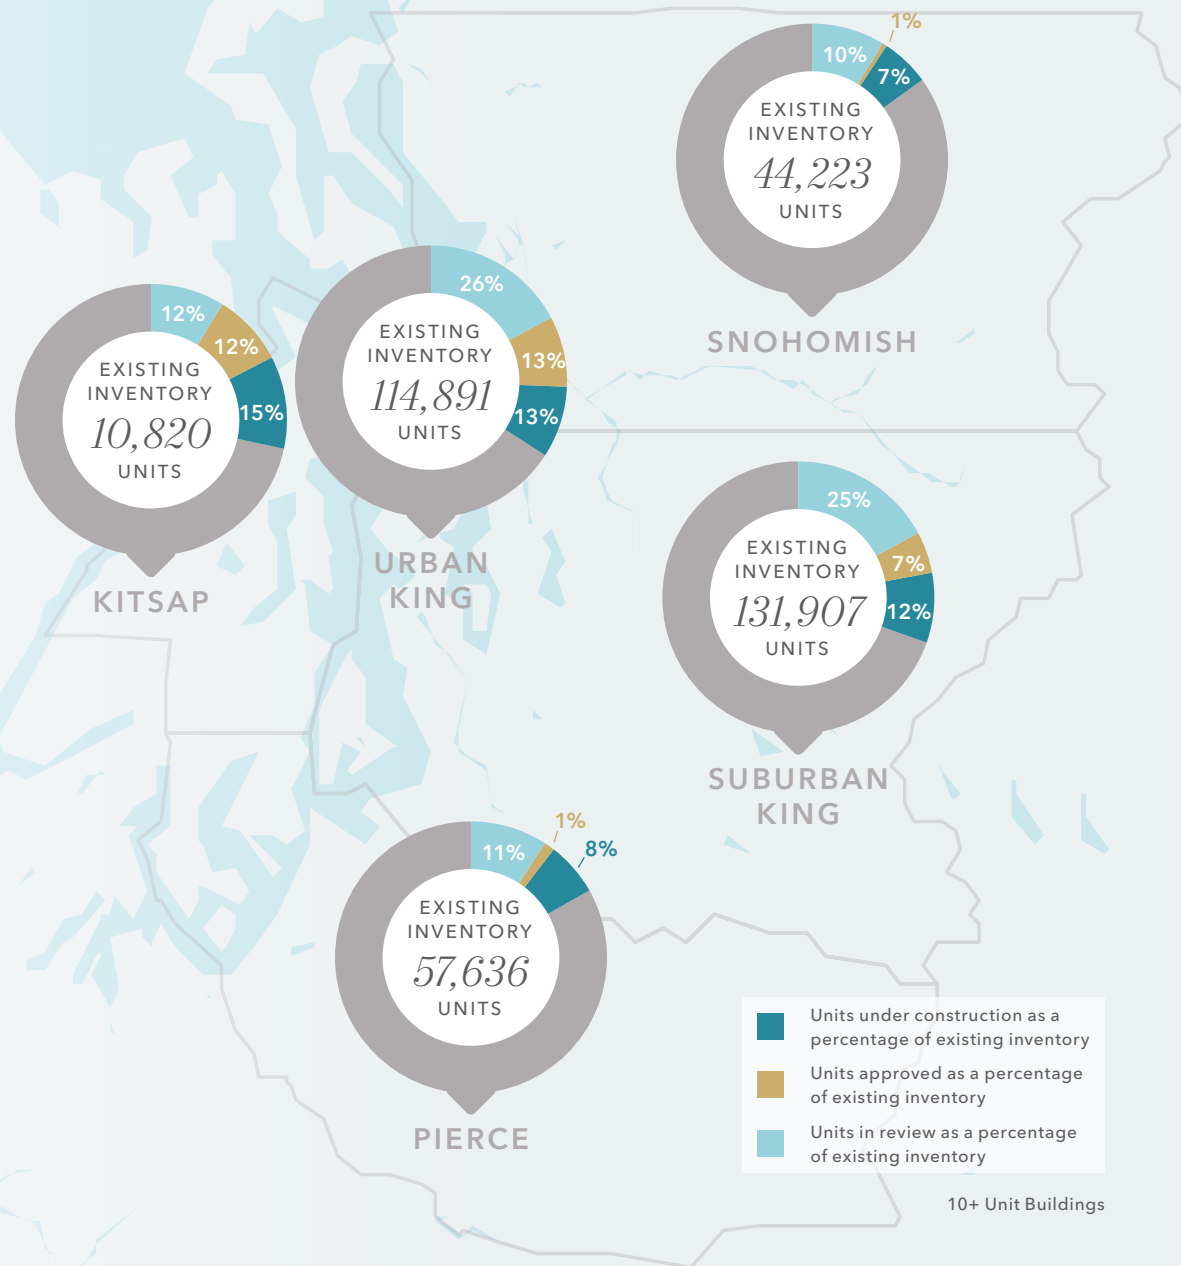 1%
10%
7%
EXISTING
INVENTORY
44,223
UNITS
SNOHOMISH
26%
13%
13%
EXISTING
INVENTORY
114,891
UNITS
URBAN
KING
12%
12%
15%
EXISTING
INVENTORY
10,820
UNITS
KITSAP
25%
7%
12%
EXISTING
INVENTORY
131,907
UNITS
SUBURBAN
KING
11%
1%
8%
EXISTING
INVENTORY
57,636
UNITS
PIERCE
Units under construction as a
percentage of existing inventory
Units approved as a percentage
of existing inventory
Units in review as a percentage
of existing inventory
10+ Unit Buildings